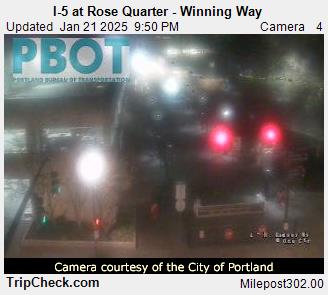 I-5 at Rose Quarter - Winning Way
Updated Jan 21 2025 9:50 PM Camera 4
PBOT
PORTLAND BUREAU OF TRANSPORTATION
Camera courtesy of the City of Portland
TripCheck.com Milepost302.00